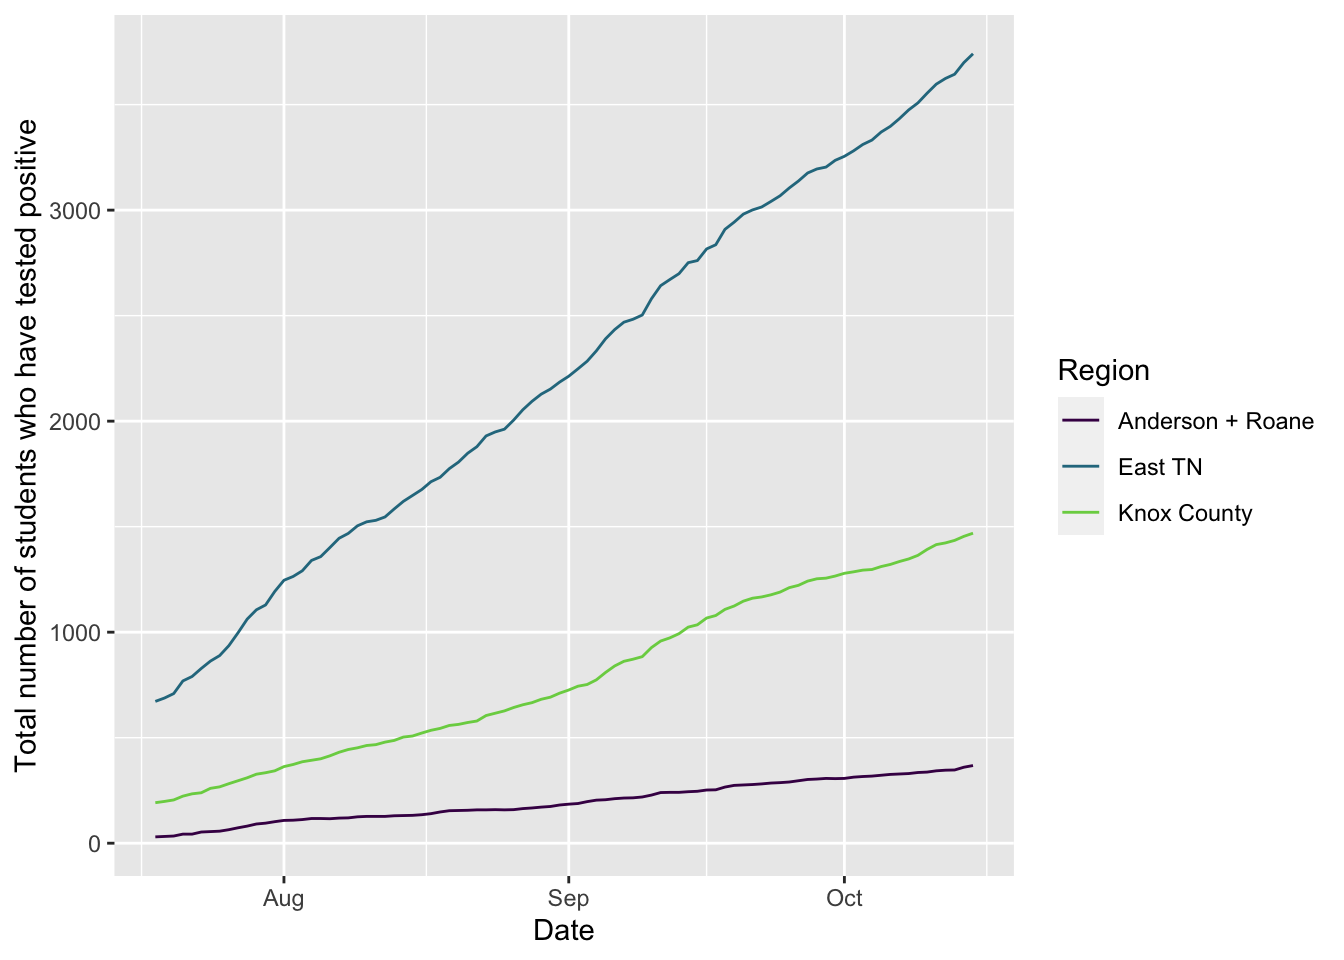 Total number of students who have tested positive
3000
2000
1000
0
Aug
Sep
Oct
Date
Region
Anderson + Roane
East TN
Knox County